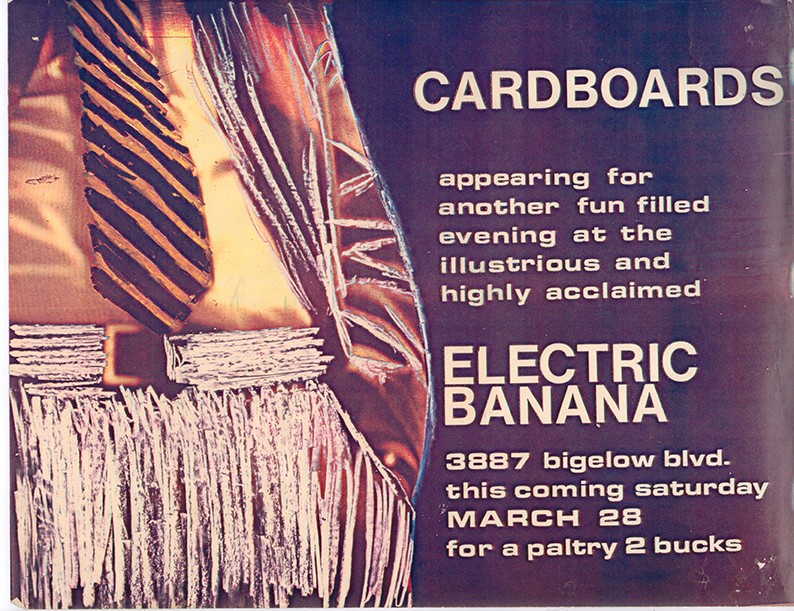 CARDBOARDS
appearing for
another fun filled
evening at the
illustrious and
highly acclaimed
ELECTRIC
BANANA
3887 bigelow blvd.
this coming saturday
MARCH 28
for a paltry 2 bucks